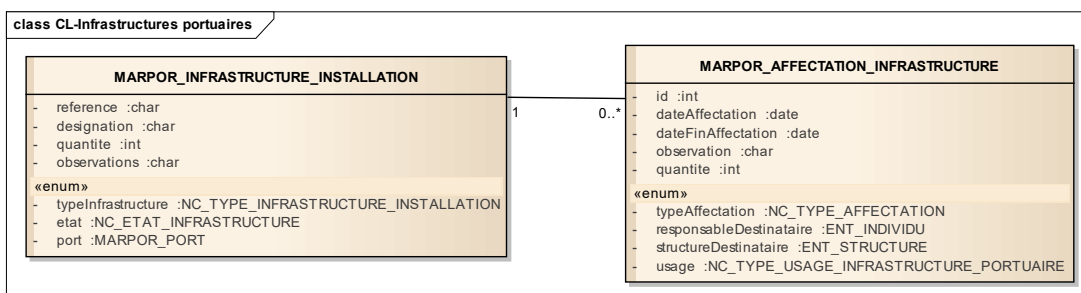 class CL-Infrastructures portuaires
MARPOR_INFRASTRUCTURE_INSTALLATION
- reference :char
- designation :char
- quantite :int
- observations :char
«enum»
- typeInfrastructure :NC_TYPE_INFRASTRUCTURE_INSTALLATION
- etat :NC_ETAT_INFRASTRUCTURE
- port :MARPOR_PORT
1
0..*
MARPOR_AFFECTATION_INFRASTRUCTURE
- id :int
- dateAffectation :date
- dateFinAffectation :date
- observation :char
- quantite :int
«enum»
- typeAffectation :NC_TYPE_AFFECTATION
- responsableDestinataire :ENT_INDIVIDU
- structureDestinataire :ENT_STRUCTURE
- usage :NC_TYPE_USAGE_INFRASTRUCTURE_PORTUAIRE